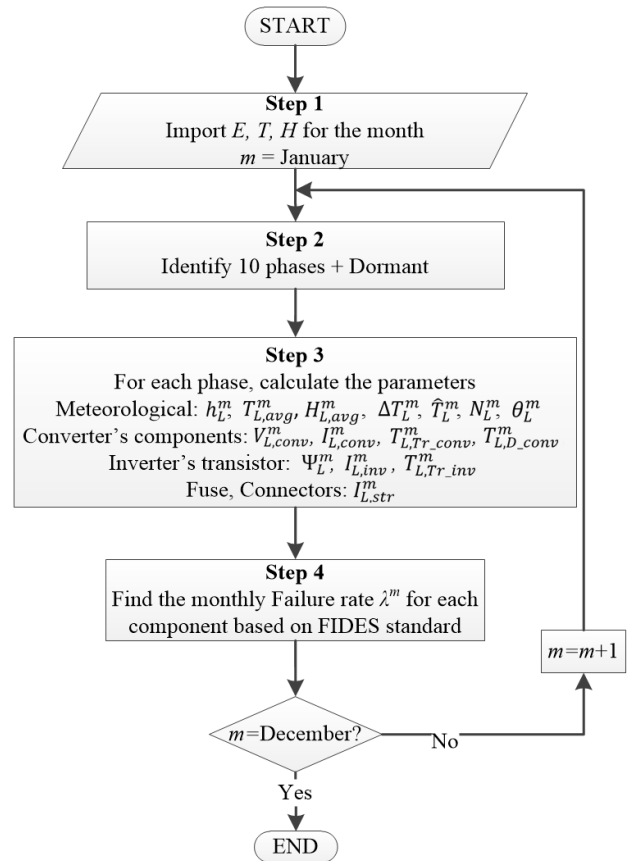 START
Step 1
Import E, T, H for the month
m = January
Step 2
Identify 10 phases + Dormant
Step 3
For each phase, calculate the parameters
Meteorological: h_L^m, T_{L,avg}^m, H_{L,avg}^m, ΔT_L^m, T̂_L^m, N_L^m, θ_L^m
Converter's components: V_{L,conv}^m, I_{L,conv}^m, T_{L,Tr_conv}^m, T_{L,D_conv}^m
Inverter's transistor: Ψ_L^m, I_{L,inv}^m, T_{L,Tr_inv}^m
Fuse, Connectors: I_{L,str}^m
Step 4
Find the monthly Failure rate λ^m for each
component based on FIDES standard
m=m+1
m=December?
No
Yes
END